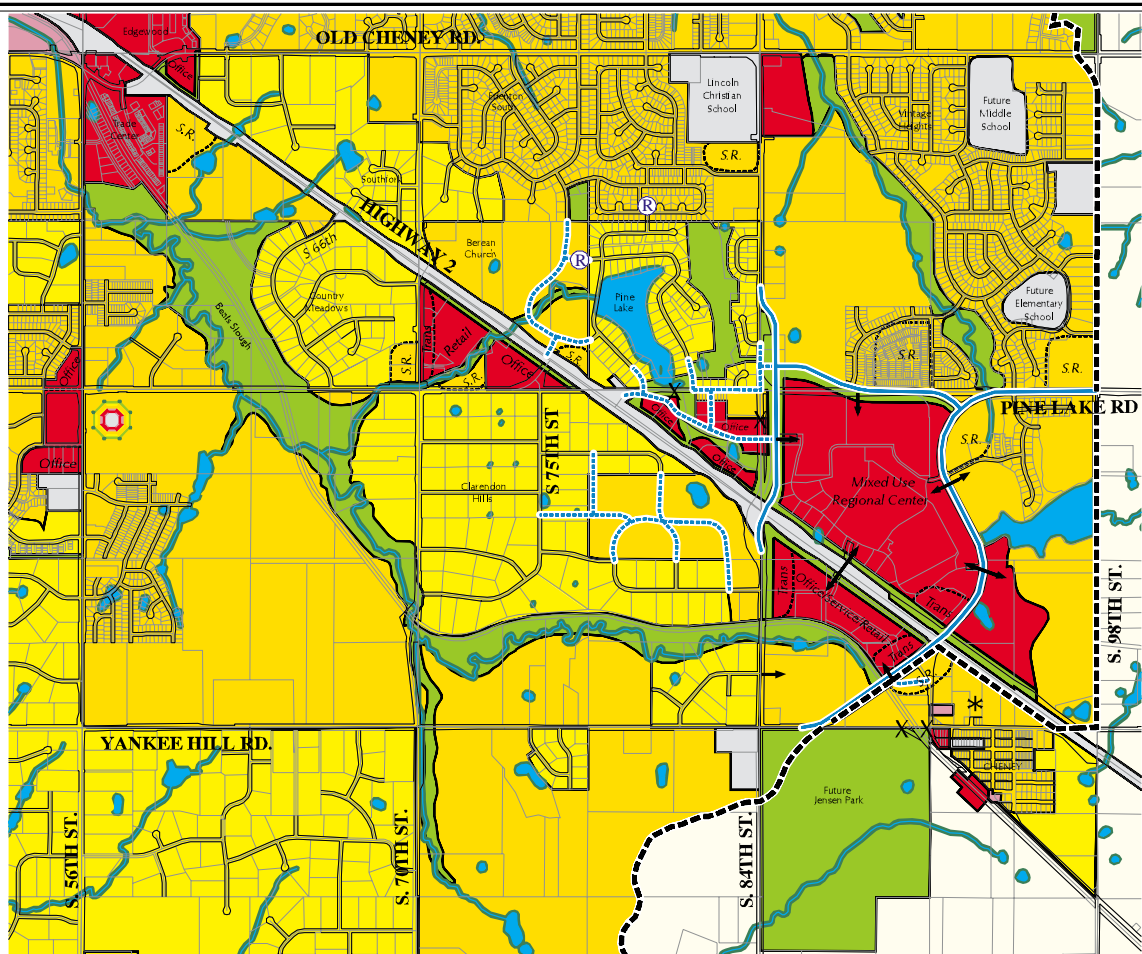 Edgewood
OLD CHENEY RD.
Office
Trade
Center
S.R.
Edenton
South
Lincoln
Christian
School
S.R.
Vintage
Heights
Future
Middle
School
Southfork
R
HIGHWAY 2
S 66th
Berean
Church
R
Country
Meadows
Beals Slough
Pine
Lake
Future
Elementary
School
Trans
Retail
Office
S.R.
S.R.
S.R.
S.R.
S.R.
Office
X
PINE LAKE RD
Office
Office
X
Office
S.R.
Office
S 75TH ST
Clarendon
Hills
Mixed Use
Regional Center
Trans
Office/Service/Retail
Trans
Trans
S.R.
S. 98TH ST.
*
X X
YANKEE HILL RD.
CHENEY
Future
Jensen Park
S. 56TH ST.
S. 70TH ST.
S. 84TH ST.